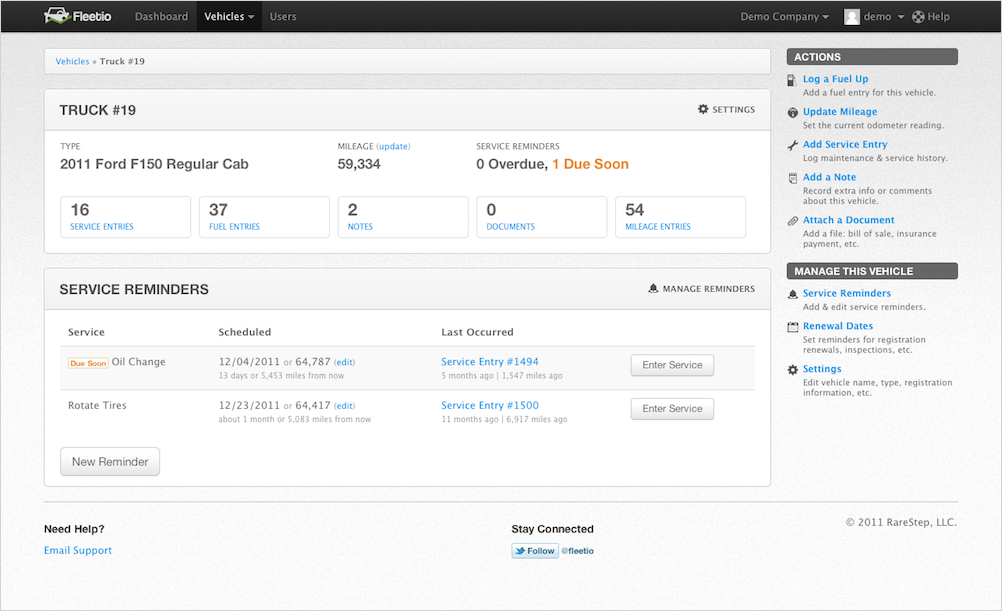 Fleetio Dashboard Vehicles Users Demo Company demo Help
Vehicles » Truck #19
TRUCK #19 SETTINGS
TYPE MILEAGE (update) SERVICE REMINDERS
2011 Ford F150 Regular Cab 59,334 0 Overdue, 1 Due Soon
16 37 2 0 54
SERVICE ENTRIES FUEL ENTRIES NOTES DOCUMENTS MILEAGE ENTRIES
SERVICE REMINDERS MANAGE REMINDERS
Service Scheduled Last Occurred
Due Soon Oil Change 12/04/2011 or 64,787 (edit) Service Entry #1494 Enter Service
13 days or 5,453 miles from now 5 months ago | 1,547 miles ago
Rotate Tires 12/23/2011 or 64,417 (edit) Service Entry #1500 Enter Service
about 1 month or 5,083 miles from now 11 months ago | 6,917 miles ago
New Reminder
ACTIONS
Log a Fuel Up
Add a fuel entry for this vehicle.
Update Mileage
Set the current odometer reading.
Add Service Entry
Log maintenance & service history.
Add a Note
Record extra info or comments
about this vehicle.
Attach a Document
Add a file: bill of sale, insurance
payment, etc.
MANAGE THIS VEHICLE
Service Reminders
Add & edit service reminders.
Renewal Dates
Set reminders for registration
renewals, inspections, etc.
Settings
Edit vehicle name, type, registration
information, etc.
Need Help? Stay Connected © 2011 RareStep, LLC.
Email Support Follow @fleetio